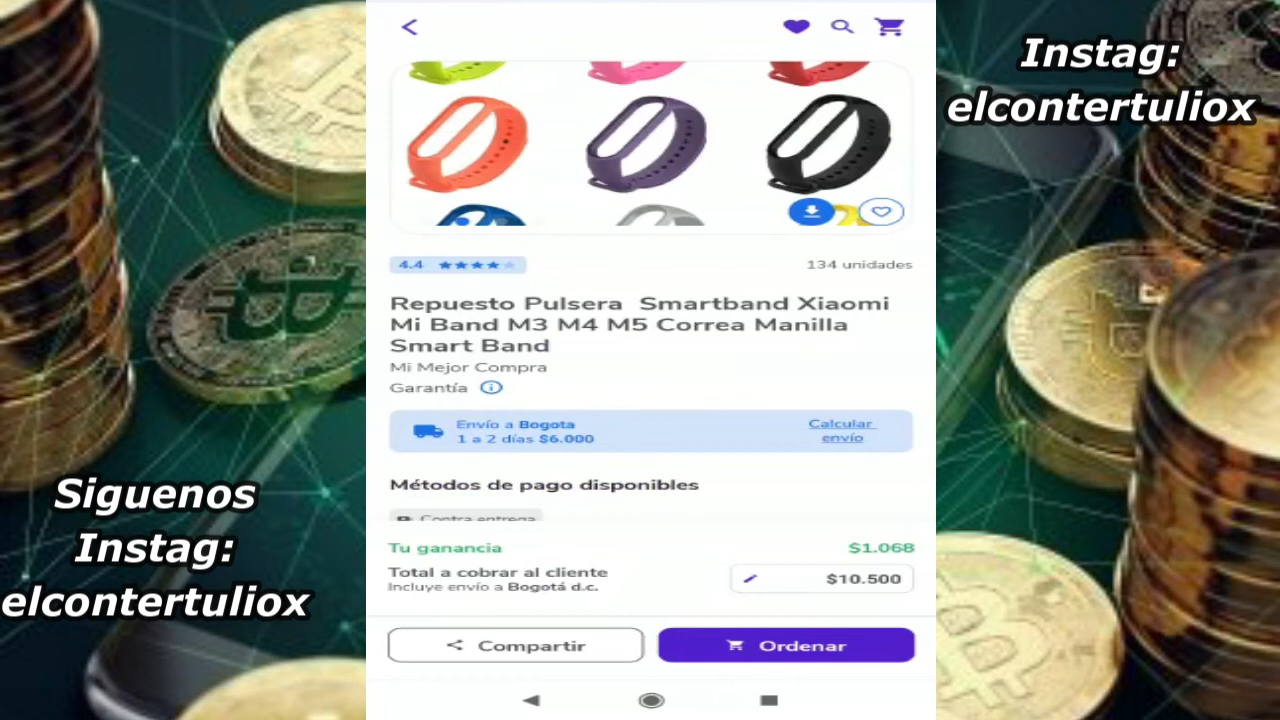 Instag:
elcontertuliox
4.4
134 unidades
Repuesto Pulsera Smartband Xiaomi
Mi Band M3 M4 M5 Correa Manilla
Smart Band
Mi Mejor Compra
Garantía
Envío a Bogota
1 a 2 días $6.000
Calcular
envío
Métodos de pago disponibles
Contra entrega
Tu ganancia
$1.068
Total a cobrar al cliente
Incluye envío a Bogotá d.c.
$10.500
Compartir
Ordenar
Siguenos
Instag:
elcontertuliox